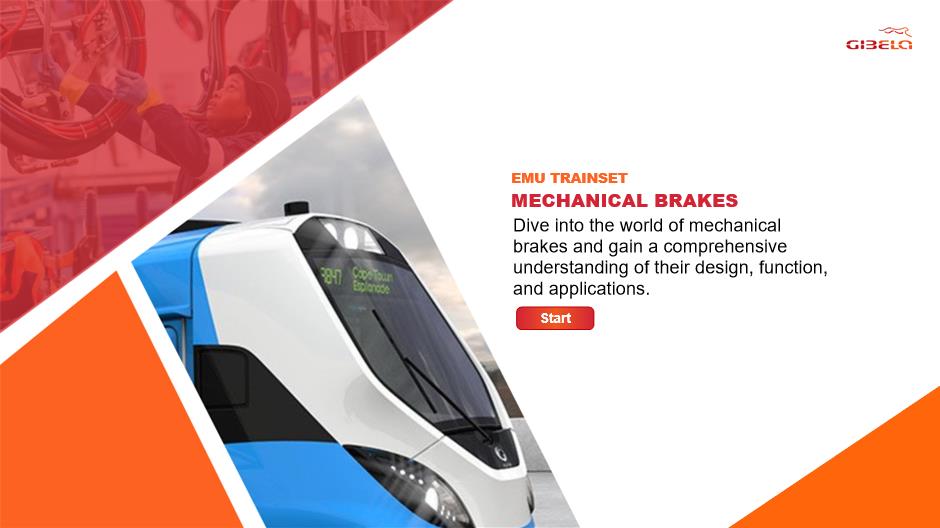 GIBELA
3847 Cape Town
Esplanade
EMU TRAINSET
MECHANICAL BRAKES
Dive into the world of mechanical
brakes and gain a comprehensive
understanding of their design, function,
and applications.
Start